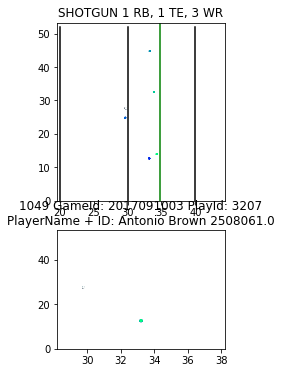 SHOTGUN 1 RB, 1 TE, 3 WR
50
40
30
20
10
0
20 25 30 35 40
1049 GameId: 2017091003 PlayId: 3207
PlayerName + ID: Antonio Brown 2508061.0
40
20
0
30 32 34 36 38